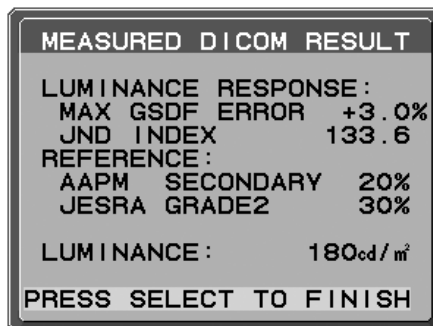 MEASURED DICOM RESULT
LUMINANCE RESPONSE:
MAX GSDF ERROR +3.0%
JND INDEX 133.6
REFERENCE:
AAPM SECONDARY 20%
JESRA GRADE2 30%
LUMINANCE: 180cd/㎡
PRESS SELECT TO FINISH